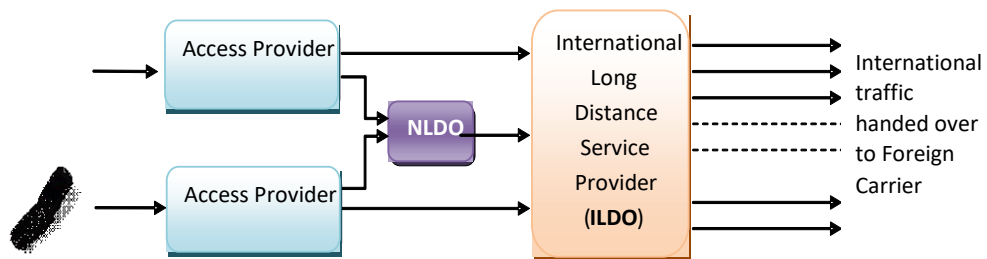 Access Provider
NLDO
Access Provider
International
Long
Distance
Service
Provider
(ILDO)
International
traffic
handed over
to Foreign
Carrier